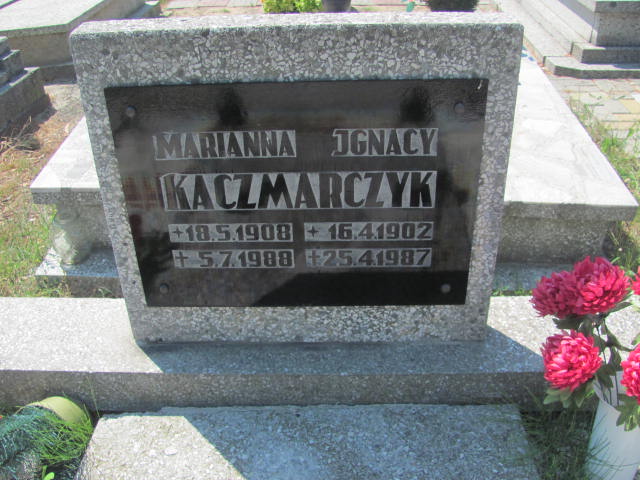 MARIANNA JGNACY
KACZMARCZYK
+18.5.1908 +16.4.1902
+5.7.1988 +25.4.1987